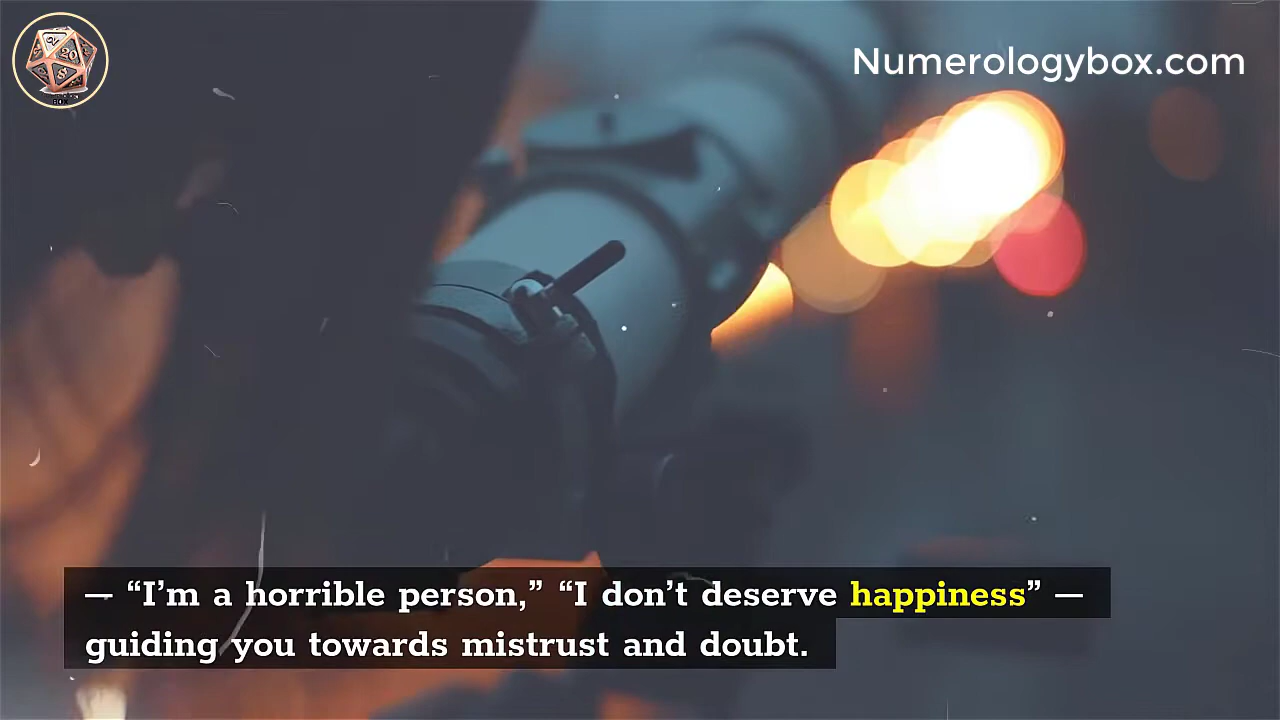 Numerologybox.com
— “I’m a horrible person,” “I don’t deserve happiness” —
guiding you towards mistrust and doubt.